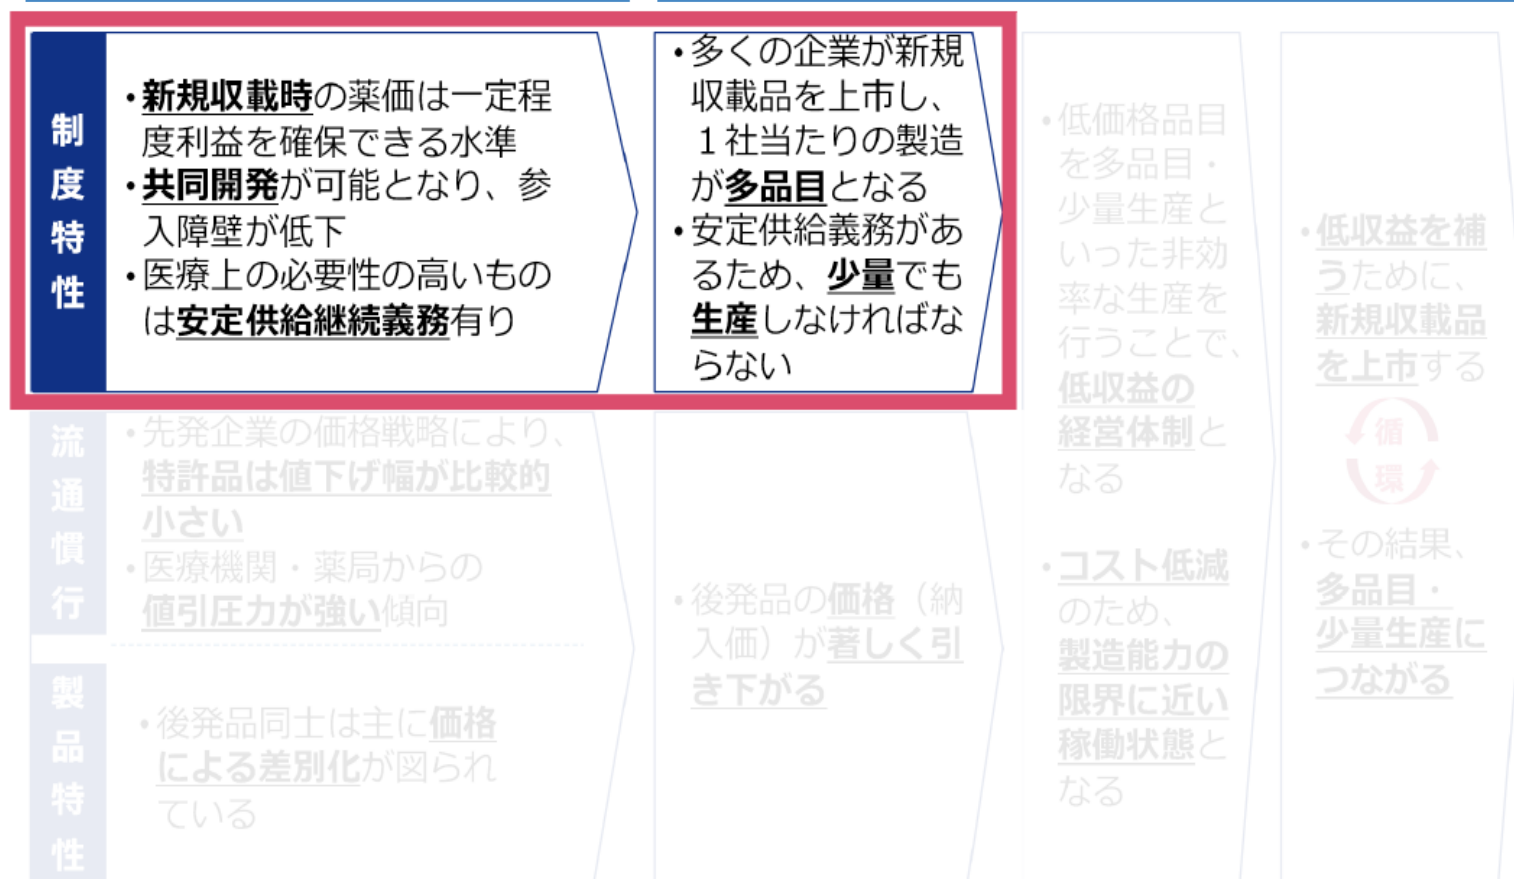 制度特性
・新規収載時の薬価は一定程
度利益を確保できる水準
・共同開発が可能となり、参
入障壁が低下
・医療上の必要性の高いもの
は安定供給継続義務有り
・多くの企業が新規
収載品を上市し、
１社当たりの製造
が多品目となる
・安定供給義務があ
るため、少量でも
生産しなければな
らない
流通慣行
・先発企業の価格戦略により、
特許品は値下げ幅が比較的
小さい
・医療機関・薬局からの
値引圧力が強い傾向
製品特性
・後発品同士は主に価格
による差別化が図られ
ている
・後発品の価格（納
入価）が著しく引
き下がる
・低価格品目
を多品目・
少量生産と
いった非効
率な生産を
行うことで、
低収益の
経営体制と
なる
・コスト低減
のため、
製造能力の
限界に近い
稼働状態と
なる
・低収益を補
うために、
新規収載品
を上市する
循
環
・その結果、
多品目・
少量生産に
つながる